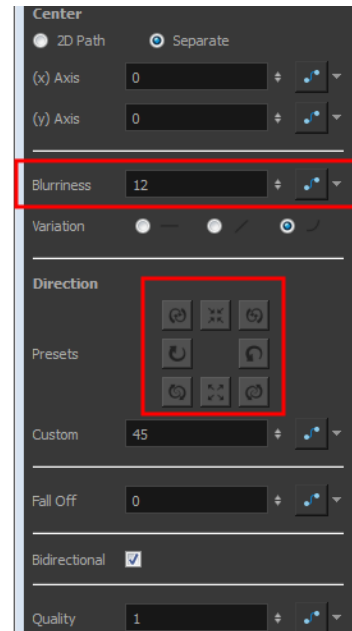 Center
2D Path Separate
(x) Axis 0
(y) Axis 0
Blurriness 12
Variation
Direction
Presets
Custom 45
Fall Off 0
Bidirectional
Quality 1